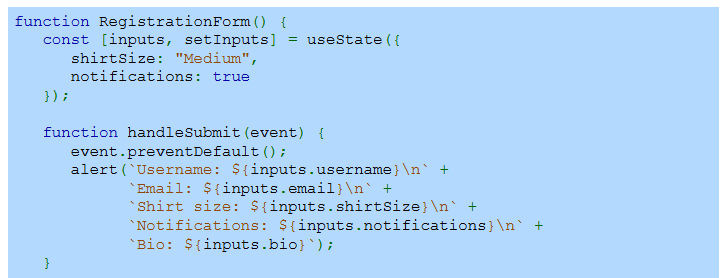 function RegistrationForm() {
   const [inputs, setInputs] = useState({
      shirtSize: "Medium",
      notifications: true
   });

   function handleSubmit(event) {
      event.preventDefault();
      alert(`Username: ${inputs.username}\n` +
            `Email: ${inputs.email}\n` +
            `Shirt size: ${inputs.shirtSize}\n` +
            `Notifications: ${inputs.notifications}\n` +
            `Bio: ${inputs.bio}`);
   }